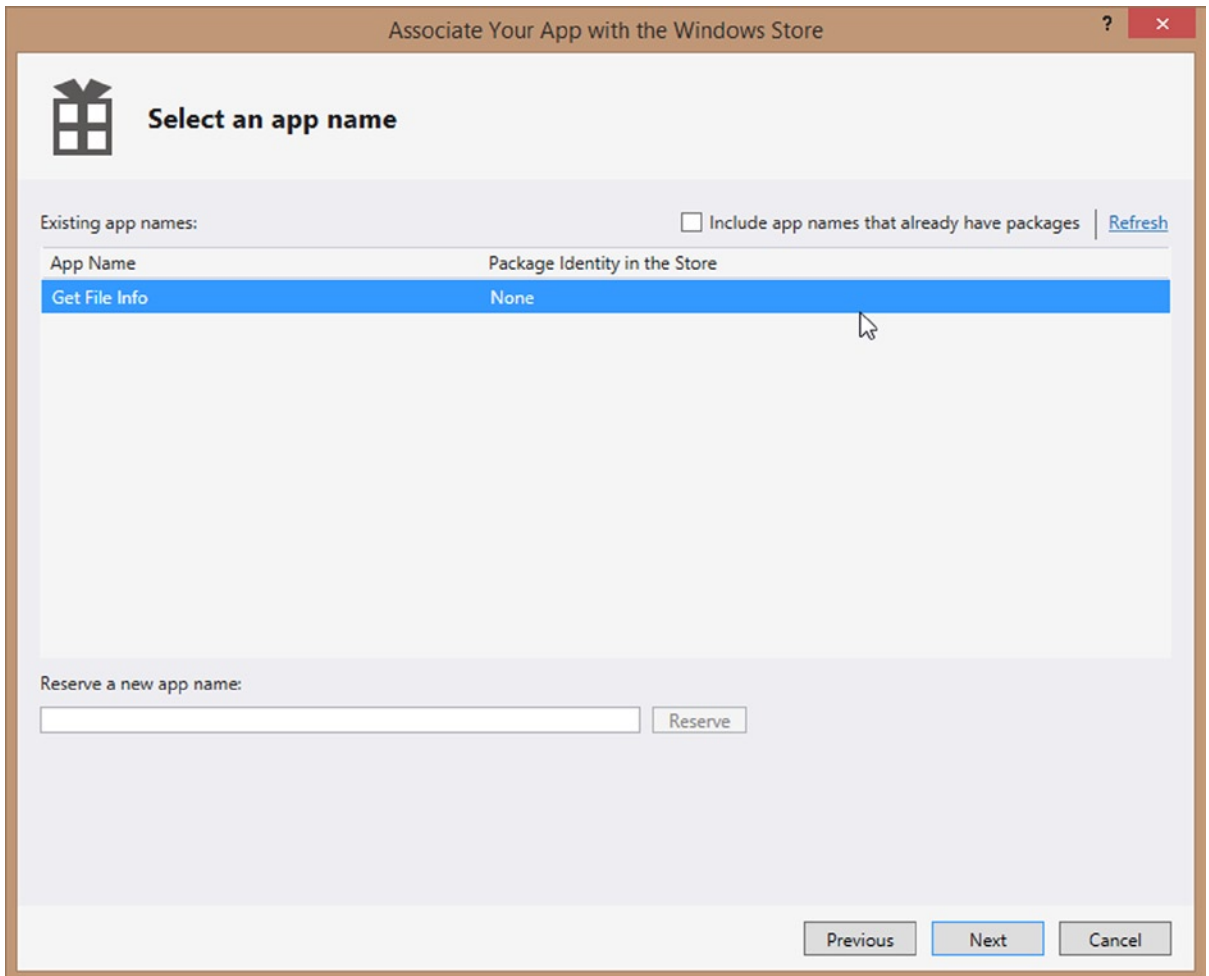 Associate Your App with the Windows Store ?
Select an app name
Existing app names: Include app names that already have packages Refresh
App Name Package Identity in the Store
Get File Info None
Reserve a new app name:
Reserve
Previous Next Cancel